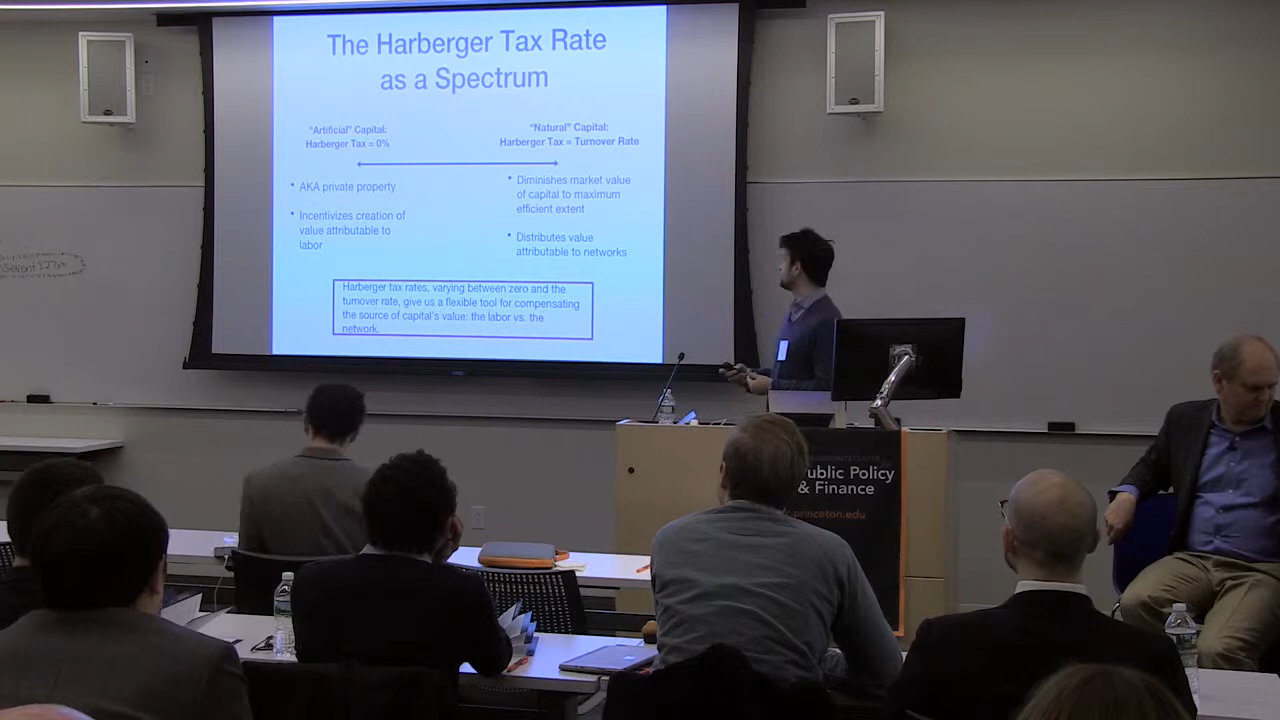 The Harberger Tax Rate
as a Spectrum
“Artificial” Capital:
Harberger Tax = 0%
“Natural” Capital:
Harberger Tax = Turnover Rate
• AKA private property
• Incentivizes creation of
value attributable to
labor
• Diminishes market value
of capital to maximum
efficient extent
• Distributes value
attributable to networks
Harberger tax rates, varying between zero and the
turnover rate, give us a flexible tool for compensating
the source of capital's value: the labor vs. the
network.
ublic Policy
& Finance
princeton.edu